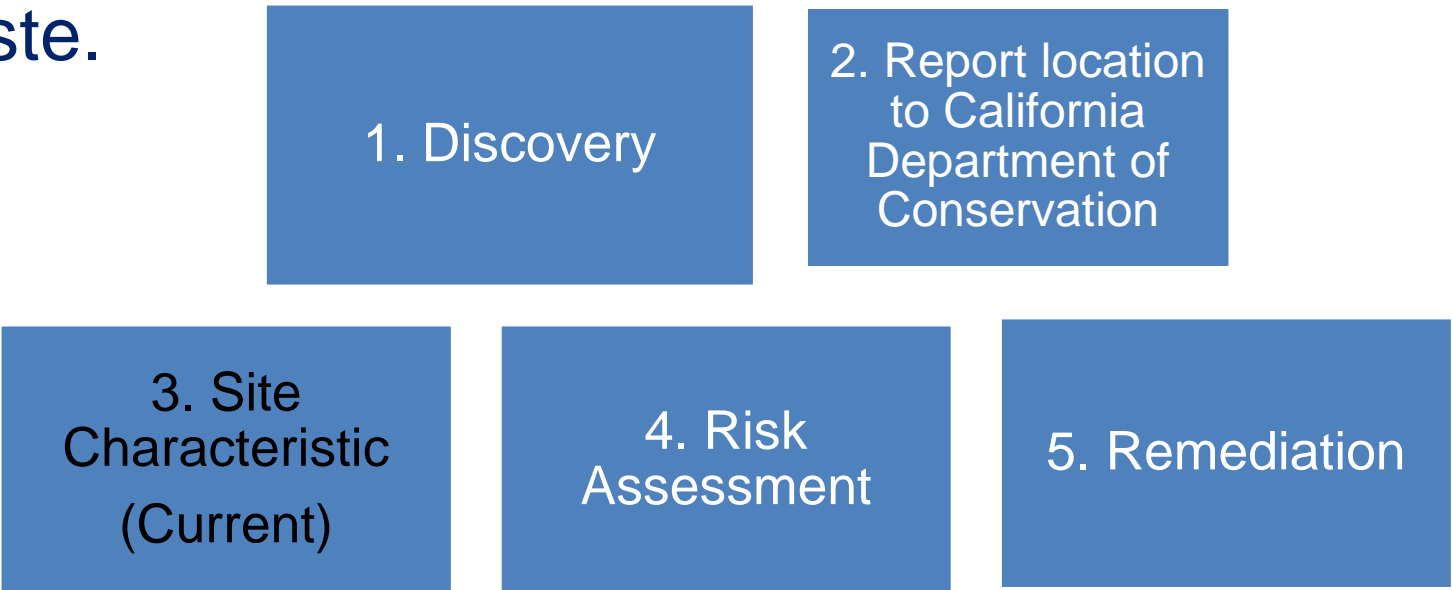 ste.
1. Discovery
2. Report location
to California
Department of
Conservation
3. Site
Characteristic
(Current)
4. Risk
Assessment
5. Remediation